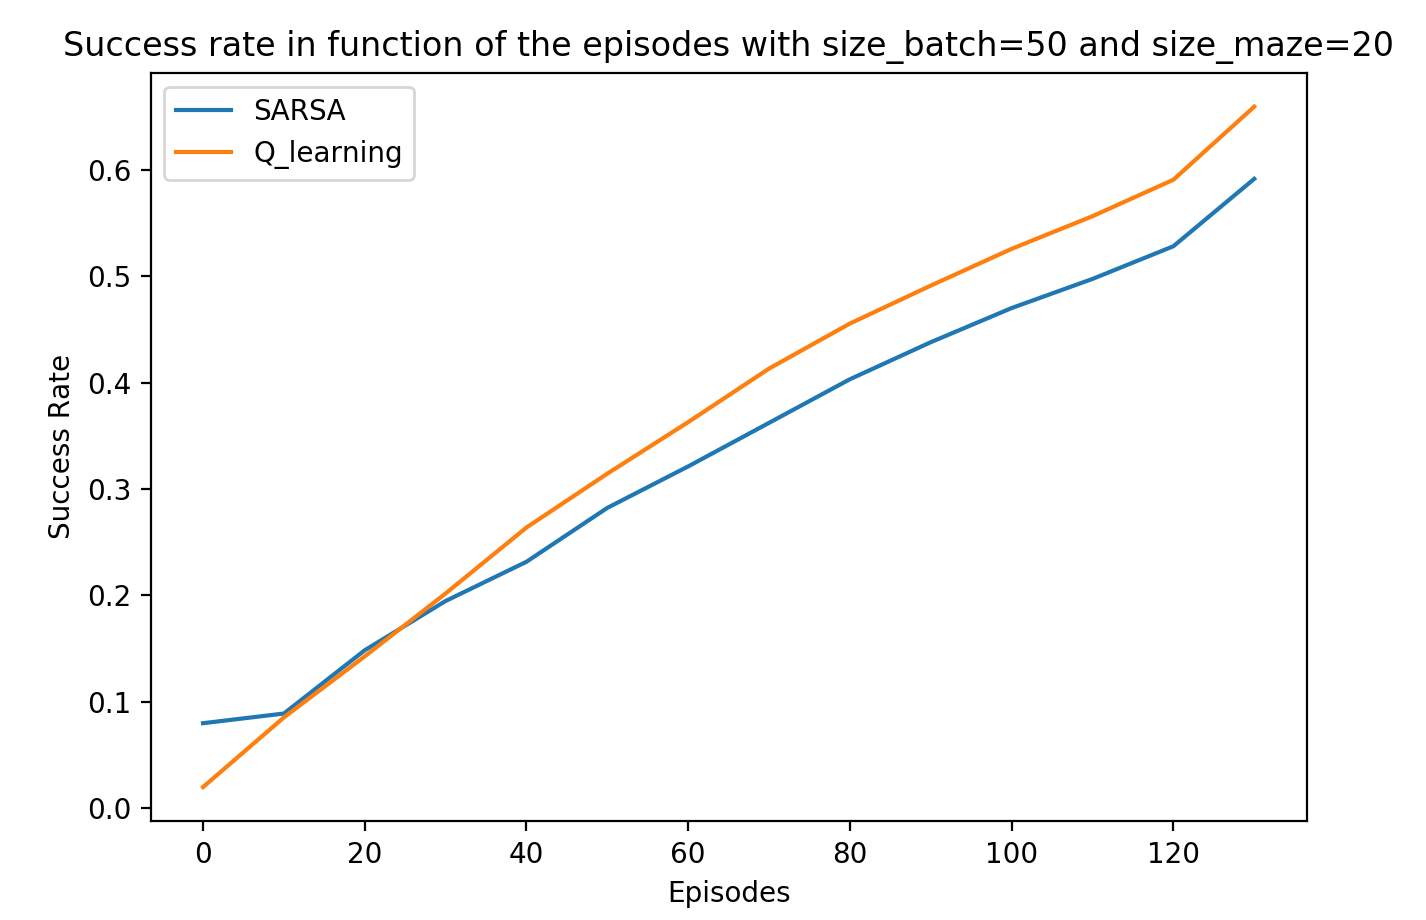 Success rate in function of the episodes with size_batch=50 and size_maze=20
SARSA
Q_learning
Success Rate
0.6
0.5
0.4
0.3
0.2
0.1
0.0
0 20 40 60 80 100 120
Episodes